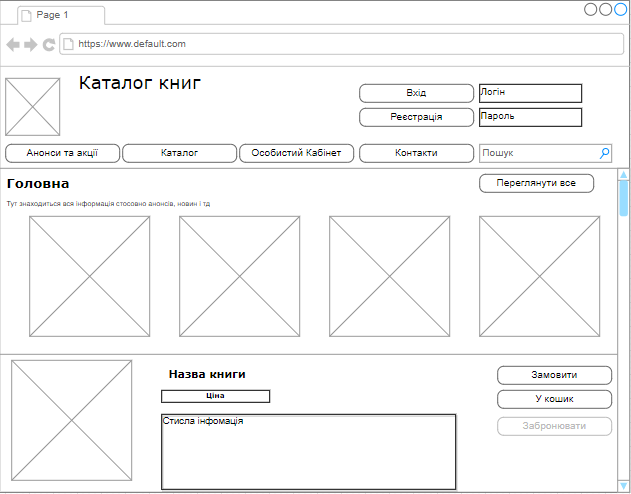 Page 1
https://www.default.com
Каталог книг
Вхід
Логін
Реєстрація
Пароль
Анонси та акції
Каталог
Особистий Кабінет
Контакти
Пошук
Головна
Переглянути все
Тут знаходиться вся інформація стосовно анонсів, новин і тд
Назва книги
Замовити
Ціна
У кошик
Стисла інфомація
Забронювати